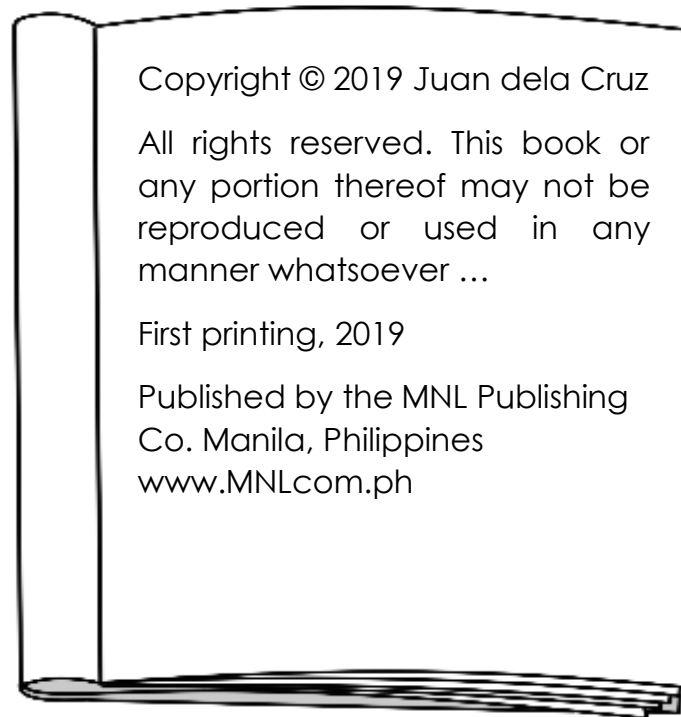 Copyright © 2019 Juan dela Cruz
All rights reserved. This book or
any portion thereof may not be
reproduced or used in any
manner whatsoever …
First printing, 2019
Published by the MNL Publishing
Co. Manila, Philippines
www.MNLcom.ph